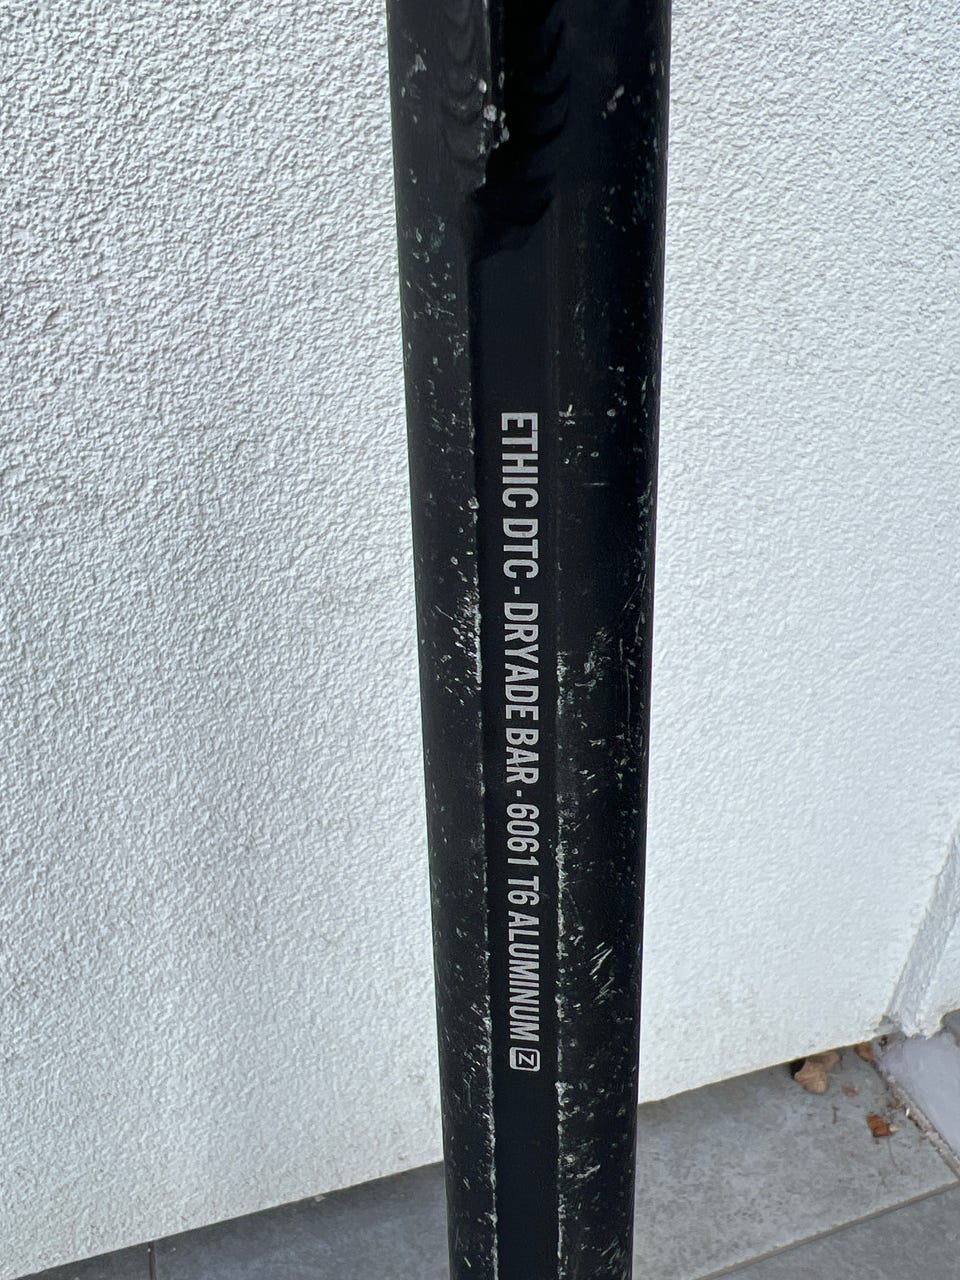 ETHIC DTC - DRYADE BAR - 6061 T6 ALUMINUM Z